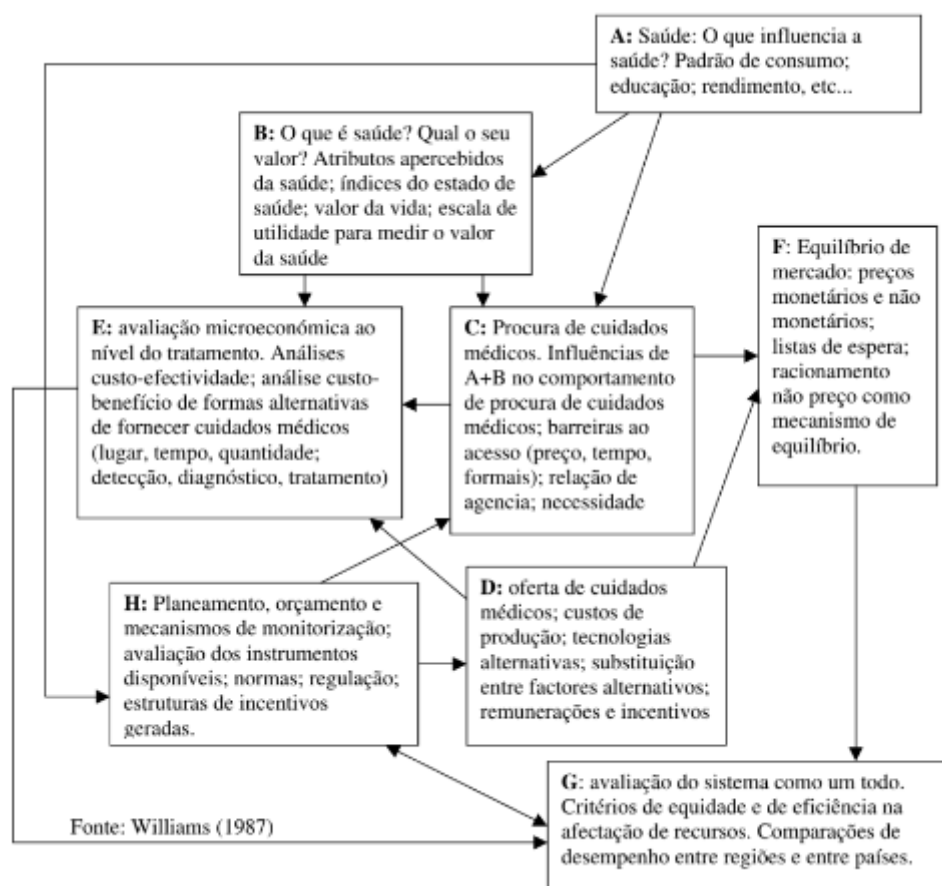 A: Saúde: O que influencia a
saúde? Padrão de consumo;
educação; rendimento, etc...
B: O que é saúde? Qual o seu
valor? Atributos apercebidos
da saúde; índices do estado de
saúde; valor da vida; escala de
utilidade para medir o valor
da saúde
F: Equilíbrio de
mercado: preços
monetários e não
monetários;
listas de espera;
racionamento
não preço como
mecanismo de
equilíbrio.
E: avaliação microeconómica ao
nível do tratamento. Análises
custo-efectividade; análise custo-
benefício de formas alternativas
de fornecer cuidados médicos
(lugar, tempo, quantidade;
detecção, diagnóstico, tratamento)
C: Procura de cuidados
médicos. Influências de
A+B no comportamento
de procura de cuidados
médicos; barreiras ao
acesso (preço, tempo,
formais); relação de
agencia; necessidade
H: Planeamento, orçamento e
mecanismos de monitorização;
avaliação dos instrumentos
disponíveis; normas; regulação;
estruturas de incentivos
geradas.
D: oferta de cuidados
médicos; custos de
produção; tecnologias
alternativas; substituição
entre factores alternativos;
remunerações e incentivos
G: avaliação do sistema como um todo.
Critérios de equidade e de eficiência na
afectação de recursos. Comparações de
desempenho entre regiões e entre países.
Fonte: Williams (1987)